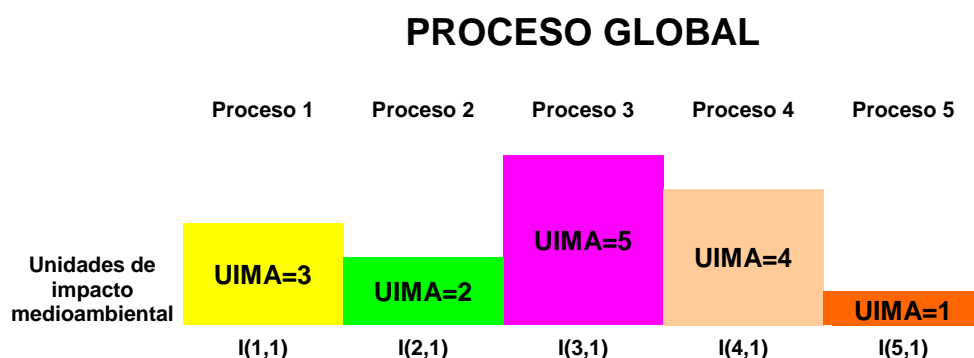 PROCESO GLOBAL
Proceso 1 Proceso 2 Proceso 3 Proceso 4 Proceso 5
UIMA=3 UIMA=2 UIMA=5 UIMA=4 UIMA=1
Unidades de
impacto
medioambiental
I(1,1) I(2,1) I(3,1) I(4,1) I(5,1)